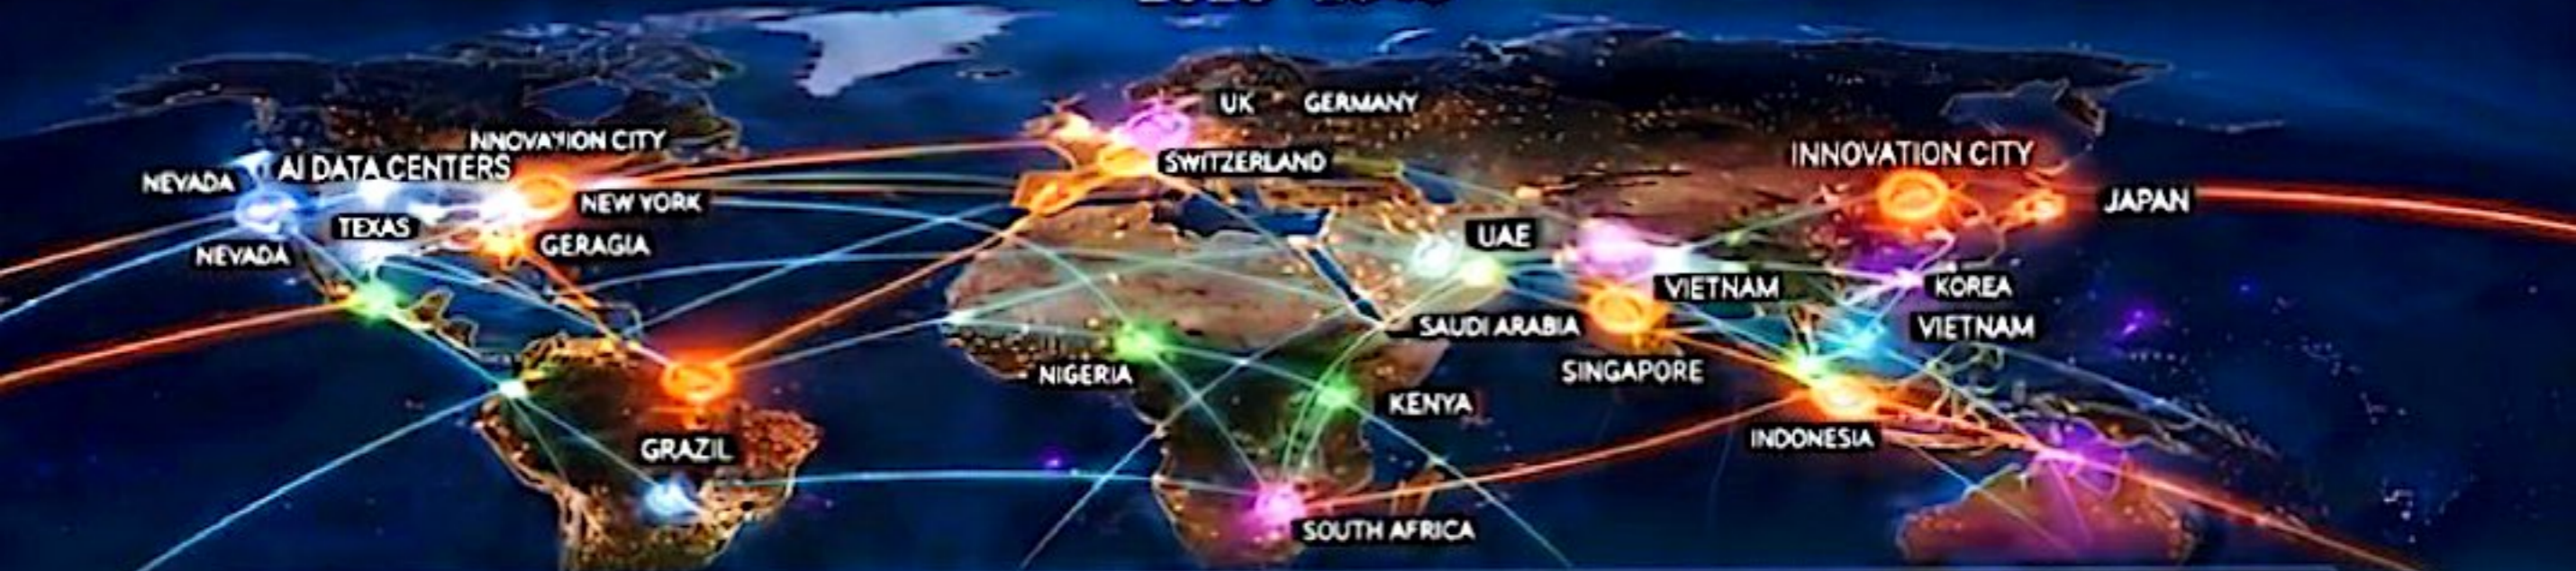 UK GERMANY
NNOVA'IION CITY
AI DATA CENTERS
SWITZERLAND
INNOVATION CITY
NEVADA
NEW YORK
JAPAN
TEXAS
GERAGIA
UAE
NEVADA
VIETNAM
KOREA
SAUDI ARABIA
VIETNAM
NIGERIA
SINGAPORE
KENYA
GRAZIL
INDONESIA
SOUTH AFRICA